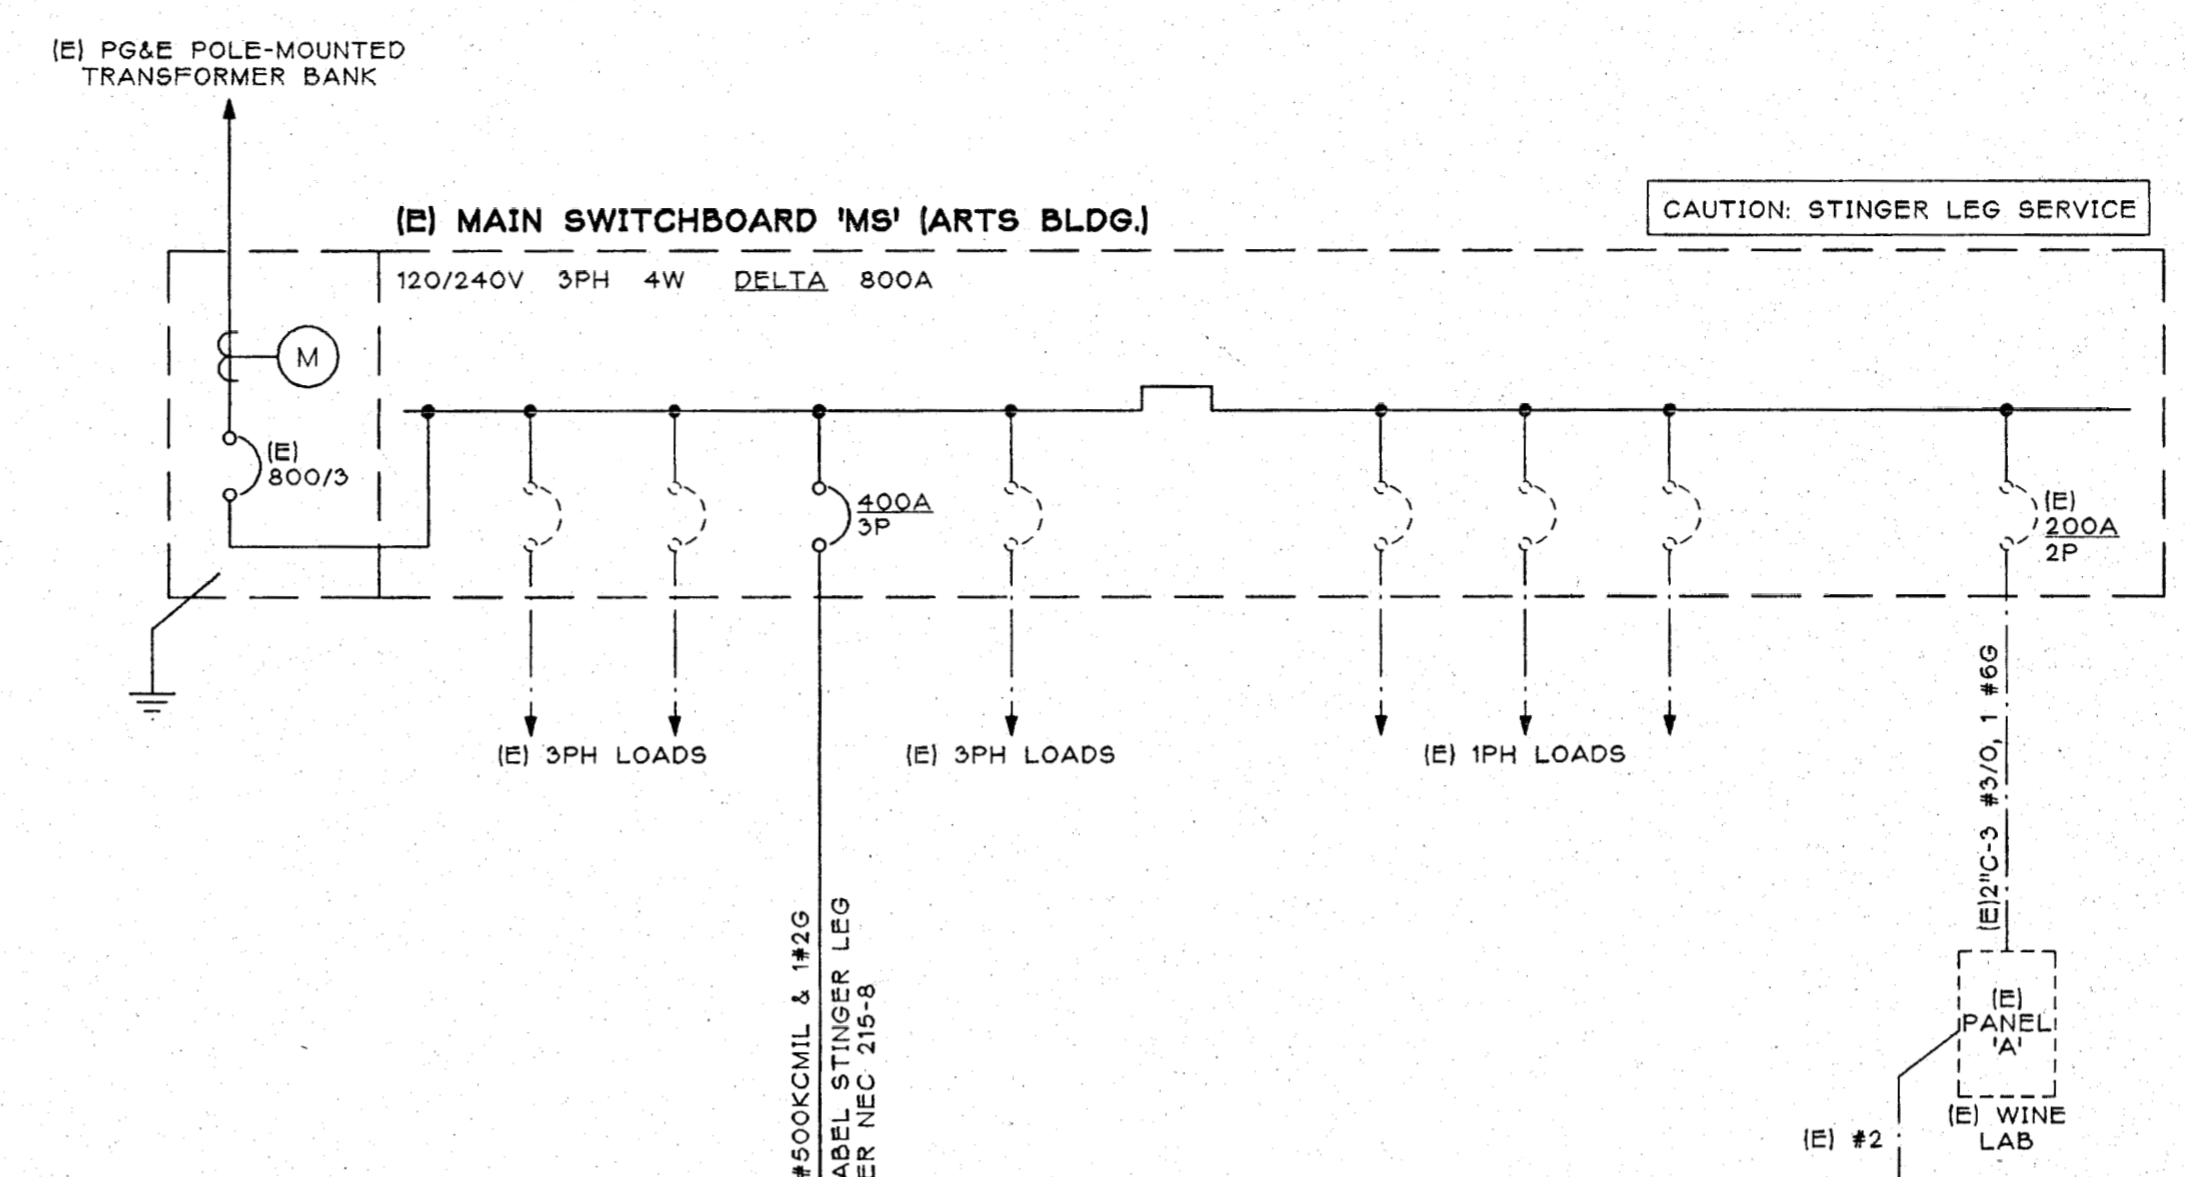 (E) PG&E POLE-MOUNTED
TRANSFORMER BANK
(E) MAIN SWITCHBOARD 'MS' (ARTS BLDG.)
CAUTION: STINGER LEG SERVICE
120/240V 3PH 4W DELTA 800A
M
(E)
800/3
400A
3P
(E)
200A
2P
(E) 3PH LOADS
(E) 3PH LOADS
(E) 1PH LOADS
(E)2"C-3 #3/0, 1 #6G
#500KCMIL & 1#2G
ABEL STINGER LEG
ER NEC 215-8
(E)
PANEL
'A'
(E) WINE
LAB
(E) #2